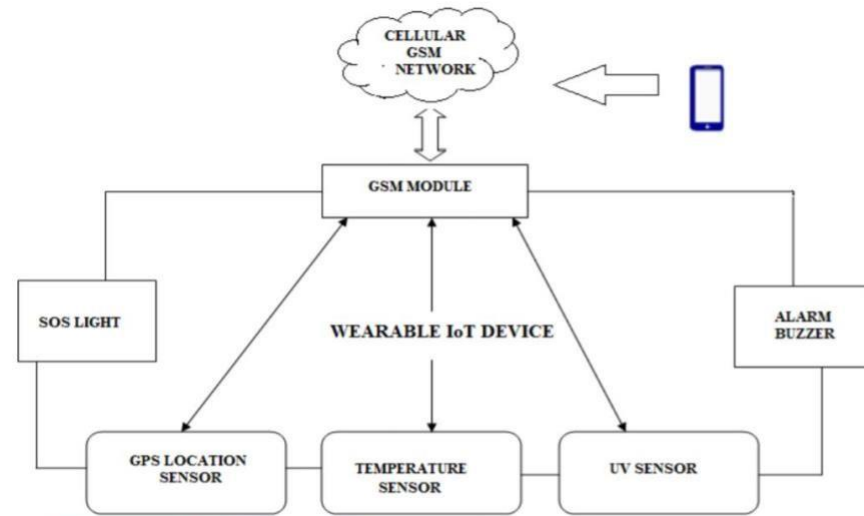 CELLULAR
GSM
NETWORK
GSM MODULE
SOS LIGHT
WEARABLE IoT DEVICE
ALARM
BUZZER
GPS LOCATION
SENSOR
TEMPERATURE
SENSOR
UV SENSOR